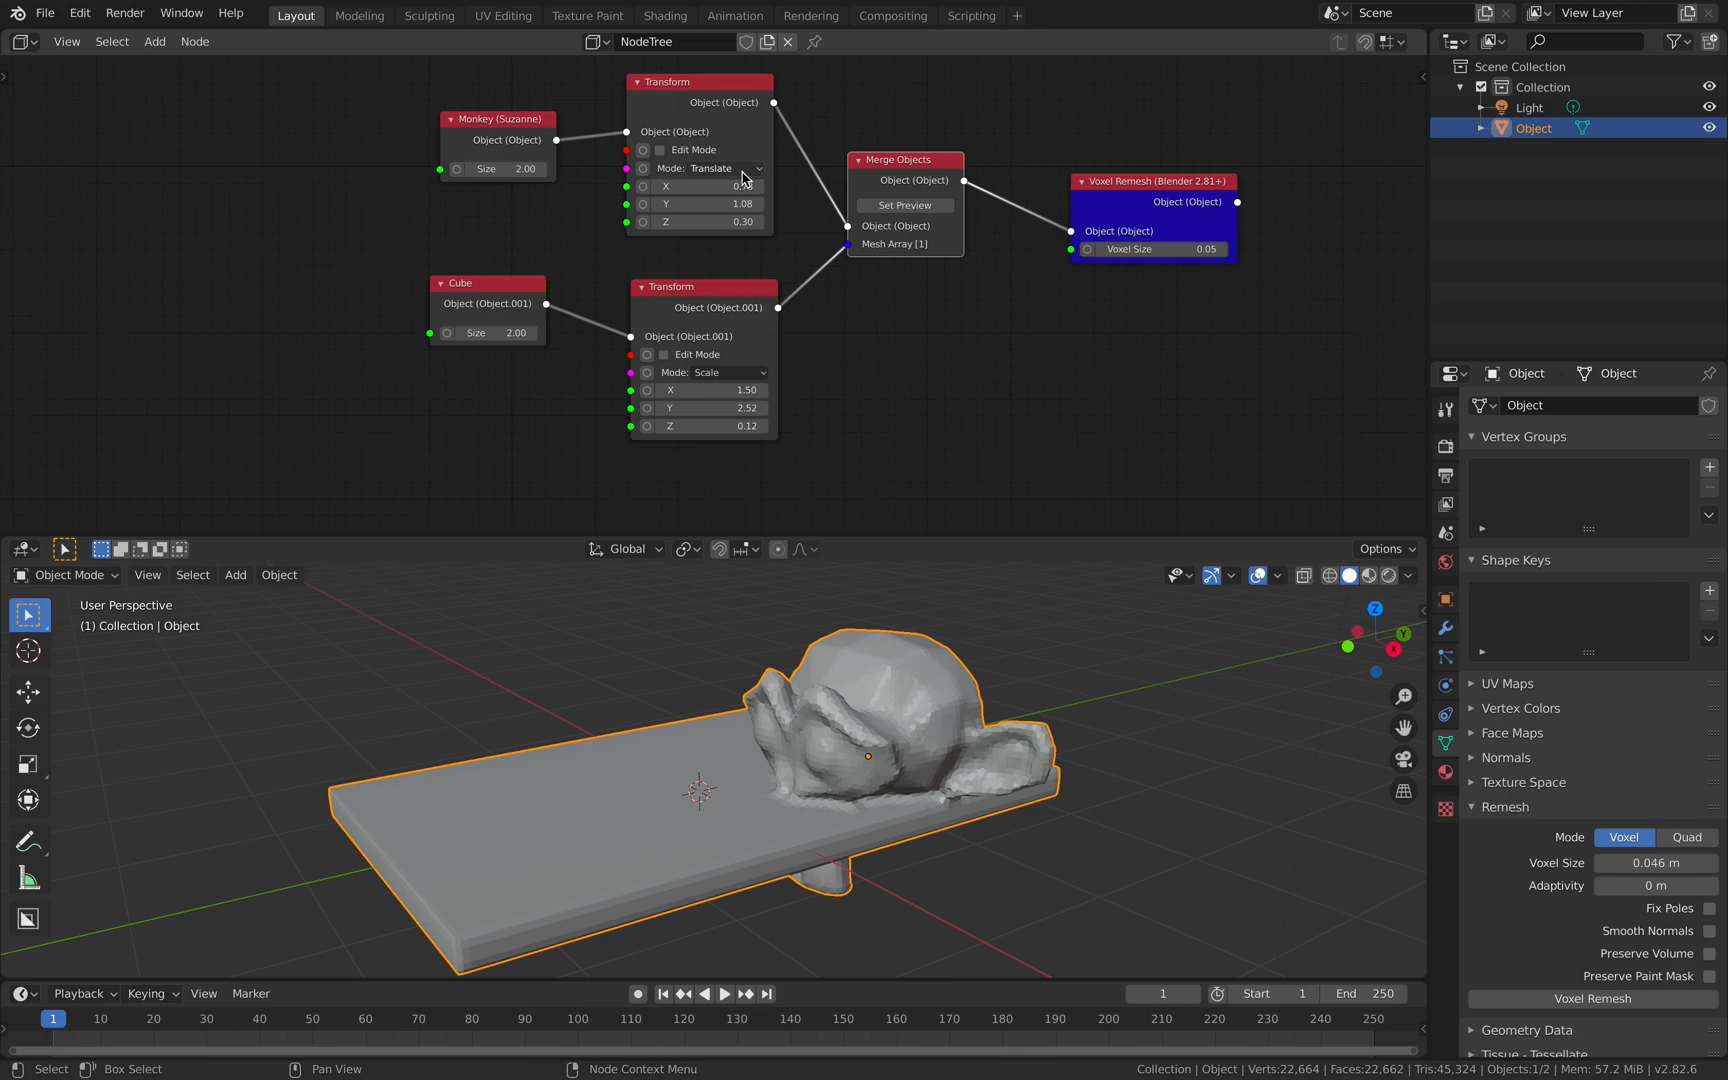 File Edit Render Window Help Layout Modeling Sculpting UV Editing Texture Paint Shading Animation Rendering Compositing Scripting + Scene View Layer
View Select Add Node NodeTree
Scene Collection
Collection
Light
Object
Transform
Object (Object)
Object (Object)
Edit Mode
Mode: Translate
X
Y 1.08
Z 0.30
Monkey (Suzanne)
Object (Object)
Size 2.00
Merge Objects
Object (Object)
Set Preview
Object (Object)
Mesh Array [1]
Voxel Remesh (Blender 2.81+)
Object (Object)
Object (Object)
Voxel Size 0.05
Cube
Object (Object.001)
Size 2.00
Transform
Object (Object.001)
Object (Object.001)
Edit Mode
Mode: Scale
X 1.50
Y 2.52
Z 0.12
Object Object
Object
Vertex Groups
Shape Keys
UV Maps
Vertex Colors
Face Maps
Normals
Texture Space
Remesh
Mode Voxel Quad
Voxel Size 0.046 m
Adaptivity 0 m
Fix Poles
Smooth Normals
Preserve Volume
Preserve Paint Mask
Voxel Remesh
Geometry Data
Tissue - Tessellate
Global Options
Object Mode View Select Add Object
User Perspective
(1) Collection | Object
Z
Y
X
Playback Keying View Marker 1 Start 1 End 250
1 10 20 30 40 50 60 70 80 90 100 110 120 130 140 150 160 170 180 190 200 210 220 230 240 250
Select Box Select Pan View Node Context Menu Collection | Object | Verts:22,664 | Faces:22,662 | Tris:45,324 | Objects:1/2 | Mem: 57.2 MiB | v2.82.6